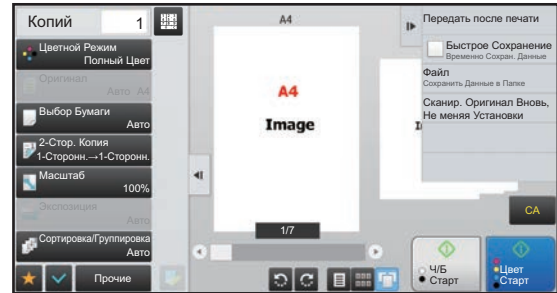 Копий 1
Цветной Режим
Полный Цвет
Оригинал
Авто A4
Выбор Бумаги
Авто
2-Стор. Копия
1-Сторонн.→1-Сторонн.
Масштаб
100%
Экспозиция
Авто
Сортировка/Группировка
Авто
Прочие
A4
A4
Image
I
1/7
Передать после печати
Быстрое Сохранение
Временно Сохран. Данные
Файл
Сохранить Данные в Папке
Сканир. Оригинал Вновь,
Не меняя Установки
CA
Ч/Б
Старт
Цвет
Старт